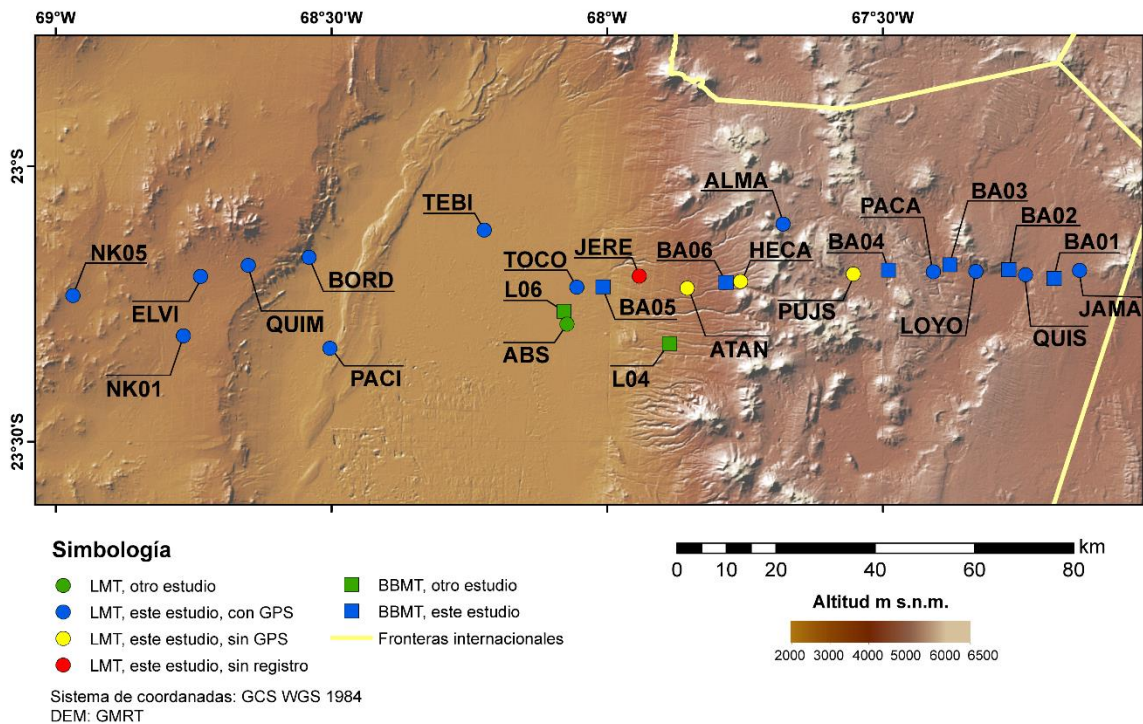 69°W
68°30'W
68°W
67°30'W
23°S
23°30'S
ALMA
TEBI
PACA
BA03
BA02
NK05
TOCO
JERE
BA06
HECA
BA04
BA01
ELVI
QUIM
BORD
L06
BA05
PUJS
LOYO
QUIS
JAMA
NK01
PACI
ABS
L04
ATAN
Simbología
LMT, otro estudio
LMT, este estudio, con GPS
LMT, este estudio, sin GPS
LMT, este estudio, sin registro
BBMT, otro estudio
BBMT, este estudio
Fronteras internacionales
km
0 10 20 40 60 80
Altitud m s.n.m.
2000 3000 4000 5000 6000 6500
Sistema de coordanadas: GCS WGS 1984
DEM: GMRT